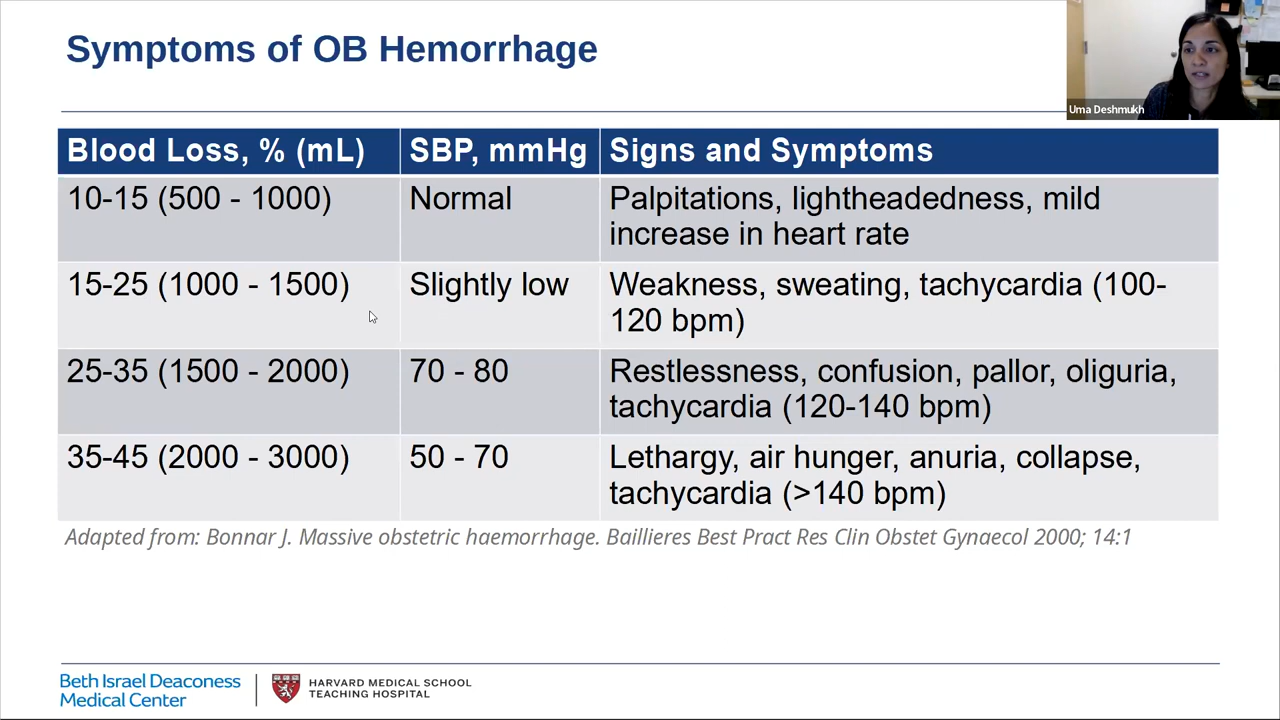 Symptoms of OB Hemorrhage
Uma Deshmukh
Blood Loss, % (mL) SBP, mmHg Signs and Symptoms
10-15 (500 - 1000) Normal Palpitations, lightheadedness, mild
increase in heart rate
15-25 (1000 - 1500) Slightly low Weakness, sweating, tachycardia (100-
120 bpm)
25-35 (1500 - 2000) 70 - 80 Restlessness, confusion, pallor, oliguria,
tachycardia (120-140 bpm)
35-45 (2000 - 3000) 50 - 70 Lethargy, air hunger, anuria, collapse,
tachycardia (>140 bpm)
Adapted from: Bonnar J. Massive obstetric haemorrhage. Baillieres Best Pract Res Clin Obstet Gynaecol 2000; 14:1
Beth Israel Deaconess
Medical Center
HARVARD MEDICAL SCHOOL
TEACHING HOSPITAL